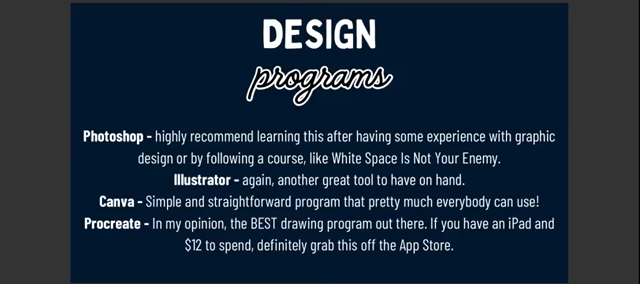 DESIGN
programs
Photoshop - highly recommend learning this after having some experience with graphic
design or by following a course, like White Space Is Not Your Enemy.
Illustrator - again, another great tool to have on hand.
Canva - Simple and straightforward program that pretty much everybody can use!
Procreate - In my opinion, the BEST drawing program out there. If you have an iPad and
$12 to spend, definitely grab this off the App Store.